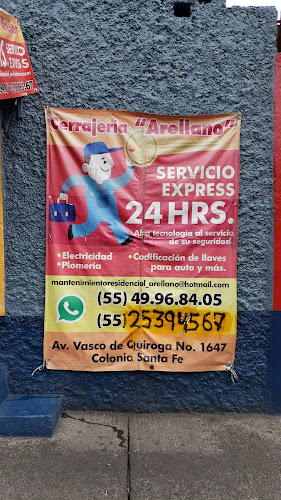 SERVICIO
Cerrajería "Arellano"
SERVICIO
EXPRESS
24 HRS.
Alta tecnología al servicio
de su seguridad.
•Electricidad
•Plomería
•Codificación de llaves
para auto y más.
mantenimientoresidencial_arellano@hotmail.com
(55) 49.96.84.05
(55) 25394567
Av. Vasco de Quiroga No. 1647
Colonia Santa Fe